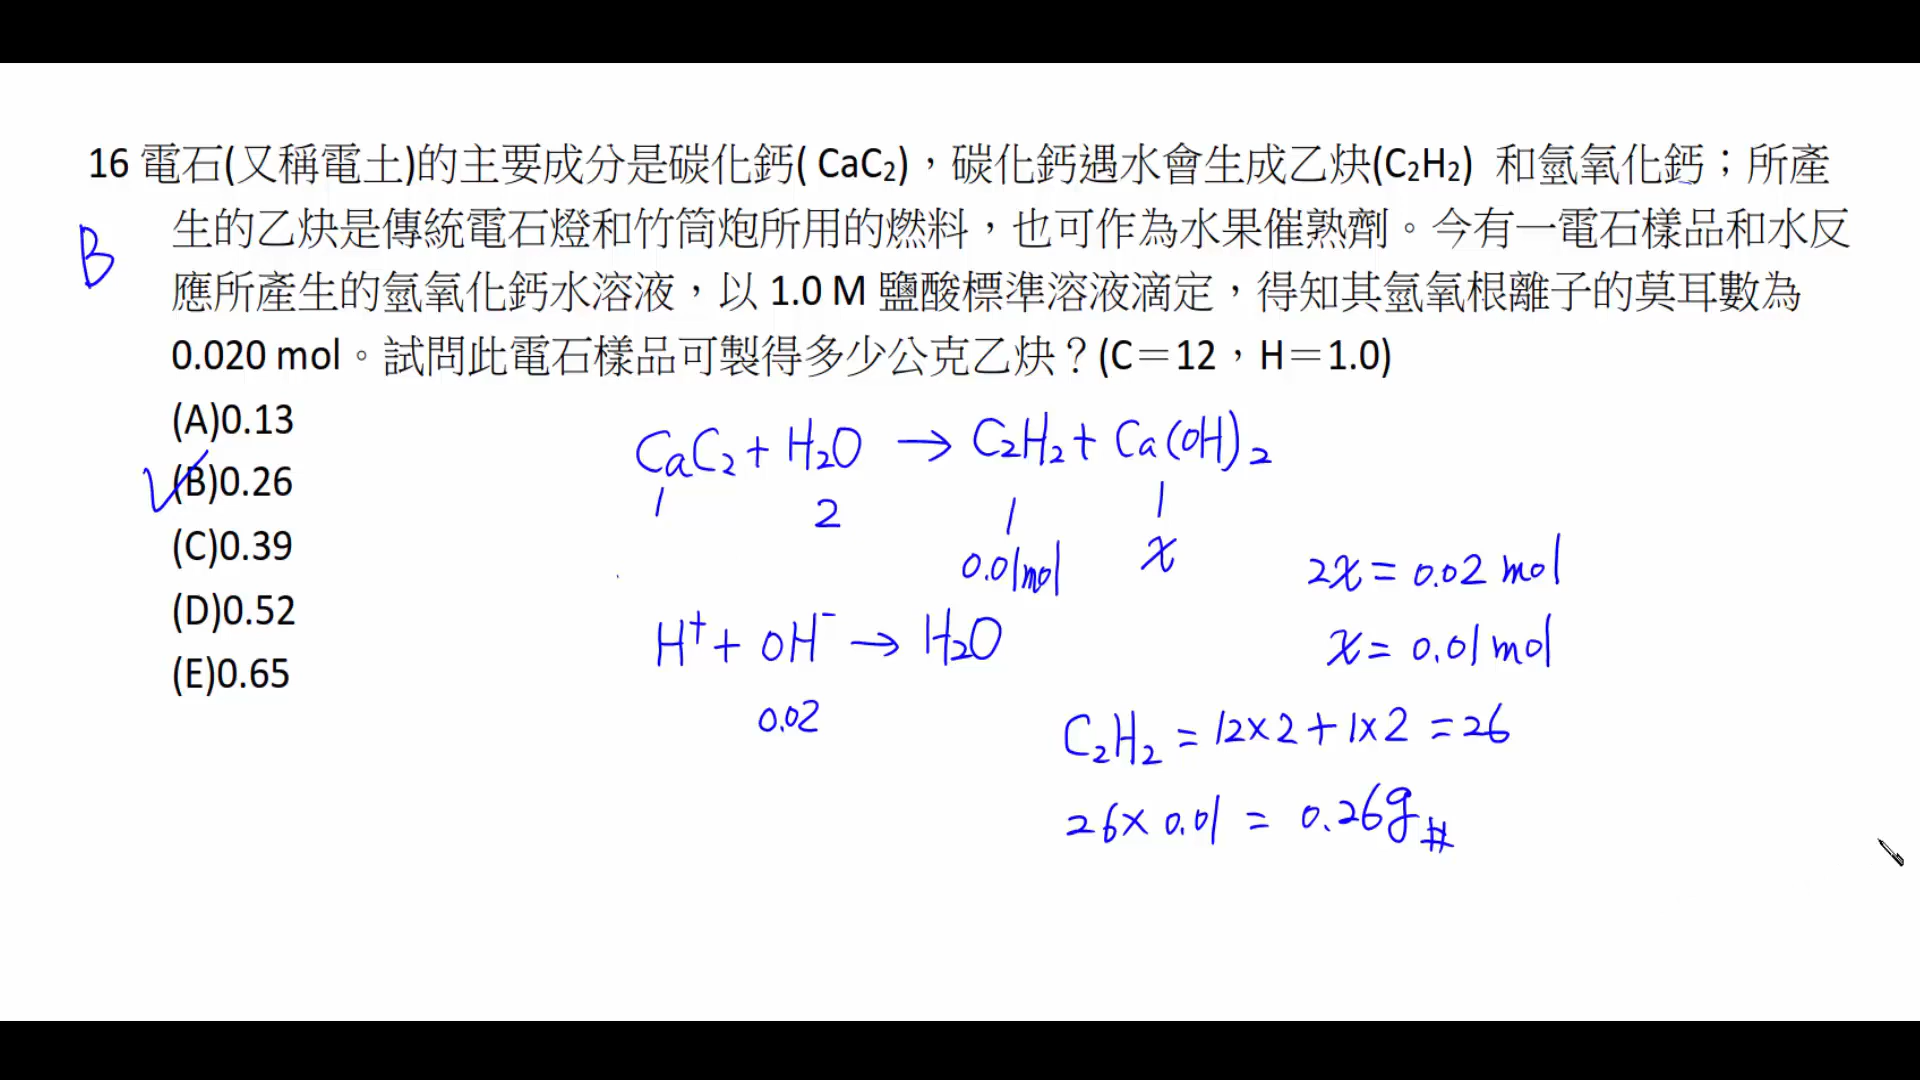 16 電石(又稱電土)的主要成分是碳化鈣( CaC₂)，碳化鈣遇水會生成乙炔(C₂H₂) 和氫氧化鈣；所產
生的乙炔是傳統電石燈和竹筒炮所用的燃料，也可作為水果催熟劑。今有一電石樣品和水反
應所產生的氫氧化鈣水溶液，以 1.0 M 鹽酸標準溶液滴定，得知其氫氧根離子的莫耳數為
0.020 mol。試問此電石樣品可製得多少公克乙炔？(C＝12，H＝1.0)
B
(A)0.13
(B)0.26
(C)0.39
(D)0.52
(E)0.65
CaC₂ + H₂O → C₂H₂ + Ca(OH)₂
1 2 1 1
0.01mol x
2x = 0.02 mol
H⁺ + OH⁻ → H₂O
x = 0.01 mol
0.02
C₂H₂ = 12×2+1×2 = 26
26× 0.01 = 0.26g #